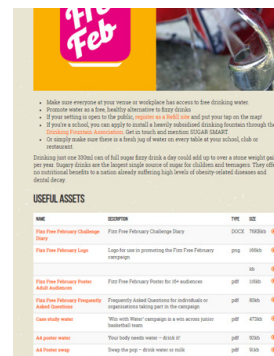 Fizz
Feb
Make sure everyone at your venue or workplace has access to free drinking water.
Promote water as a free, healthy alternative to fizzy drinks
If your setting is open to the public, register as a Refill site and put your tap on the map!
If you're a school, you can apply to install a heavily subsidised drinking fountain through the
Drinking Fountain Association. Get in touch and mention SUGAR SMART.
Or simply make sure there is fresh jug of water on every table at your school, club or
restaurant.
Drinking just one 330ml can of full sugar fizzy drink a day could add up to over a stone weight gain
per year. Sugary drinks are the largest single source of sugar for children and teenagers. They offer
no nutritional benefits to a nation already suffering high levels of obesity-related diseases and
dental decay.
USEFUL ASSETS
NAME DESCRIPTION TYPE SIZE
Fizz Free February Challenge Fizz Free February Challenge Diary DOCX
Diary
Fizz Free February Logo Logo for use in promoting the Fizz Free February png
campaign
kb
Fizz Free February Poster Fizz Free February Poster for 18+ audiences pdf
Adult Audiences
Fizz Free February Frequently Frequently Asked Questions for individuals or pdf
Asked Questions organisations taking part in the campaign
Case study water 'Win with Water' campaign is a win across junior pdf 473kb
basketball team
A4 poster water Your body needs water – drink it! pdf
A4 Poster swap Swap the pop – drink water or milk pdf